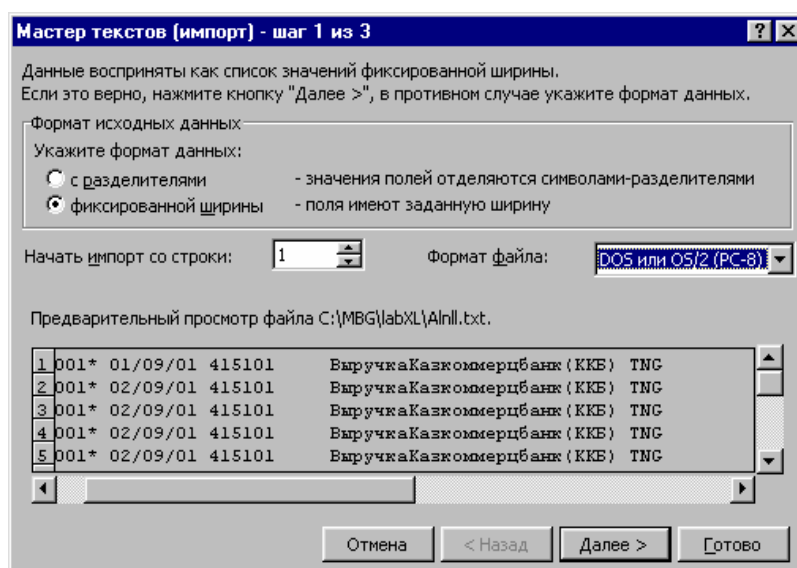 Мастер текстов (импорт) - шаг 1 из 3
Данные восприняты как список значений фиксированной ширины.
Если это верно, нажмите кнопку "Далее >", в противном случае укажите формат данных.
Формат исходных данных
Укажите формат данных:
с разделителями - значения полей отделяются символами-разделителями
фиксированной ширины - поля имеют заданную ширину
Начать импорт со строки: 1 Формат файла: DOS или OS/2 (PC-8)
Предварительный просмотр файла C:\MBG\labXL\Alnll.txt.
1 001* 01/09/01 415101 ВыручкаКазкоммерцбанк(ККБ) TNG
2 001* 02/09/01 415101 ВыручкаКазкоммерцбанк(ККБ) TNG
3 001* 02/09/01 415101 ВыручкаКазкоммерцбанк(ККБ) TNG
4 001* 02/09/01 415101 ВыручкаКазкоммерцбанк(ККБ) TNG
5 001* 02/09/01 415101 ВыручкаКазкоммерцбанк(ККБ) TNG
Отмена < Назад Далее > Готово